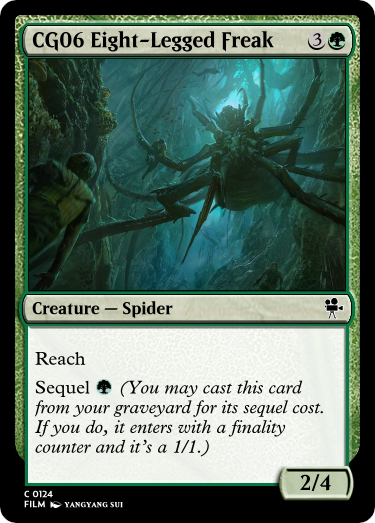 CG06 Eight-Legged Freak 3
Creature — Spider
Reach
Sequel (You may cast this card
from your graveyard for its sequel cost.
If you do, it enters with a finality
counter and it's a 1/1.)
2/4
C 0124
FILM YANGYANG SUI